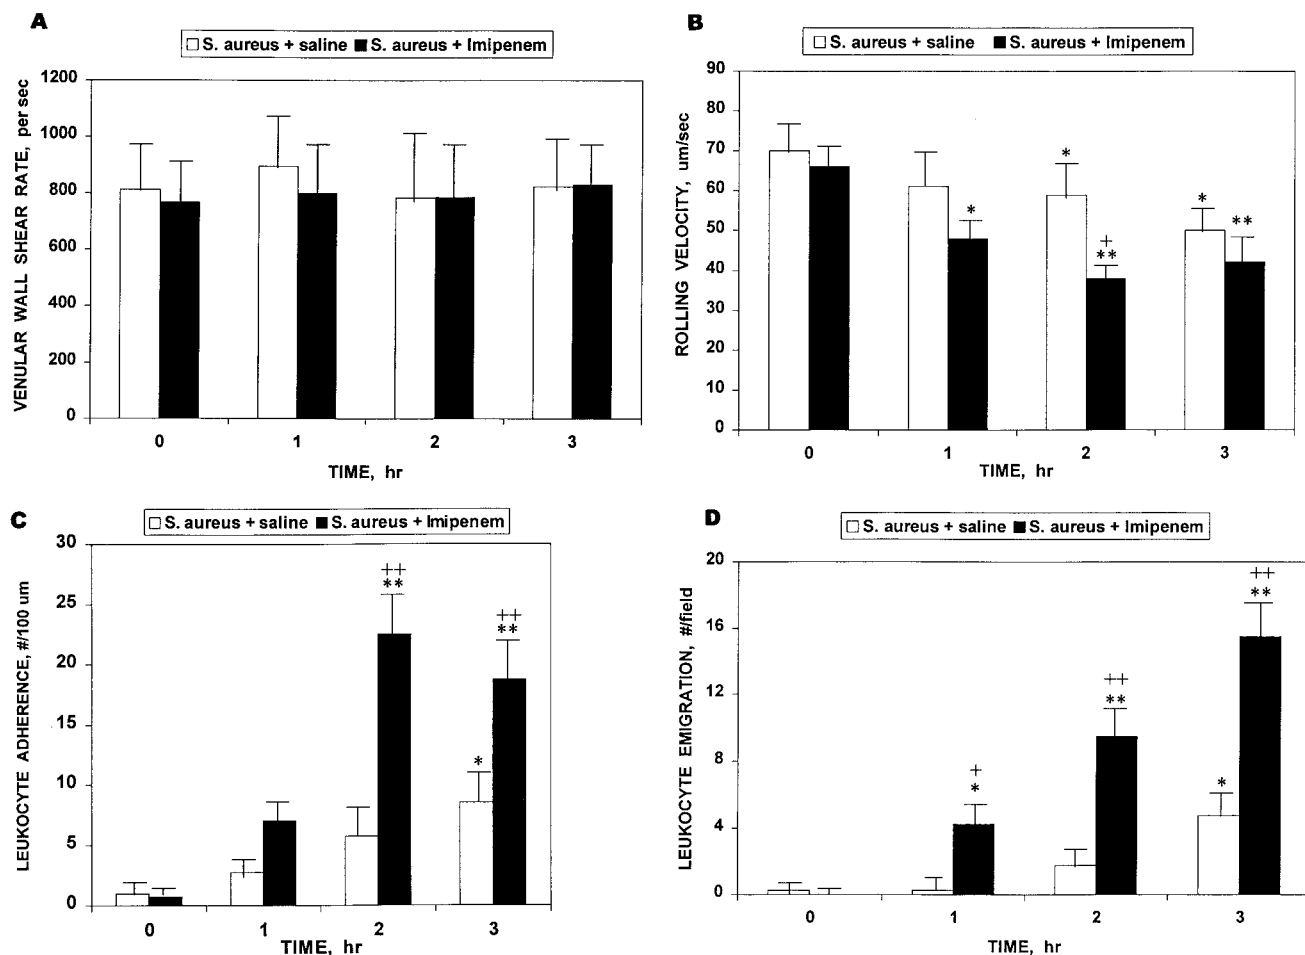 A
S. aureus + saline S. aureus + Imipenem
VENULAR WALL SHEAR RATE, per sec
1200
1000
800
600
400
200
0
0 1 2 3
TIME, hr
B
S. aureus + saline S. aureus + Imipenem
ROLLING VELOCITY, um/sec
90
80
70
60
50
40
30
20
10
0
*
*
+
**
*
**
0 1 2 3
TIME, hr
C
S. aureus + saline S. aureus + Imipenem
LEUKOCYTE ADHERENCE, #/100 um
30
25
20
15
10
5
0
++
**
*
++
**
0 1 2 3
TIME, hr
D
S. aureus + saline S. aureus + Imipenem
LEUKOCYTE EMIGRATION, #/field
20
16
12
8
4
0
+
*
++
**
*
++
**
0 1 2 3
TIME, hr